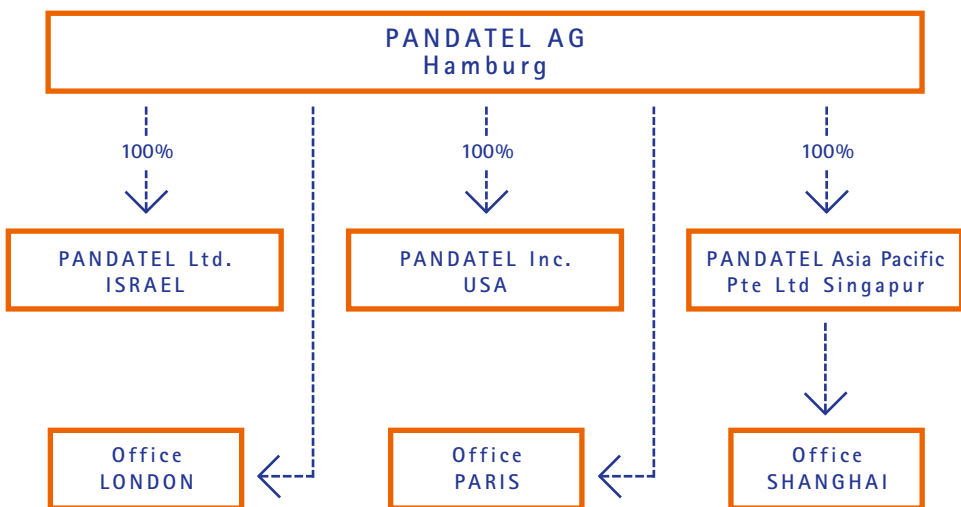 PANDATEL AG
Hamburg
100%
100%
100%
PANDATEL Ltd.
ISRAEL
PANDATEL Inc.
USA
PANDATEL Asia Pacific
Pte Ltd Singapur
Office
LONDON
Office
PARIS
Office
SHANGHAI